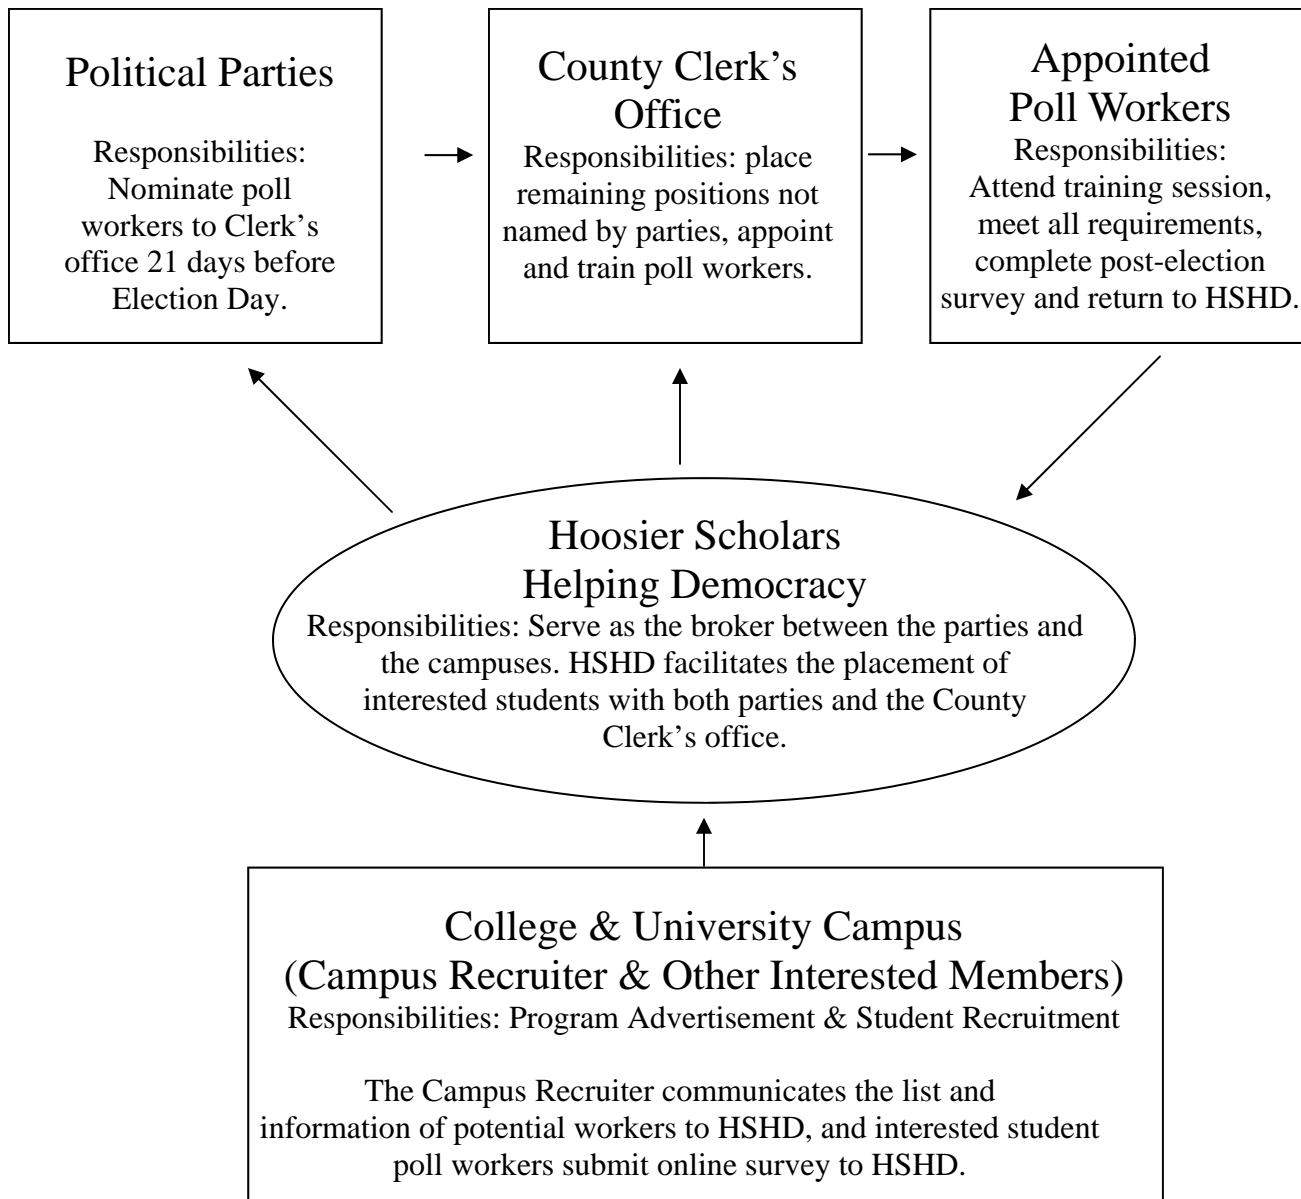 Political Parties
Responsibilities:
Nominate poll
workers to Clerk’s
office 21 days before
Election Day.
County Clerk’s
Office
Responsibilities: place
remaining positions not
named by parties, appoint
and train poll workers.
Appointed
Poll Workers
Responsibilities:
Attend training session,
meet all requirements,
complete post-election
survey and return to HSHD.
Hoosier Scholars
Helping Democracy
Responsibilities: Serve as the broker between the parties and
the campuses. HSHD facilitates the placement of
interested students with both parties and the County
Clerk’s office.
College & University Campus
(Campus Recruiter & Other Interested Members)
Responsibilities: Program Advertisement & Student Recruitment
The Campus Recruiter communicates the list and
information of potential workers to HSHD, and interested student
poll workers submit online survey to HSHD.